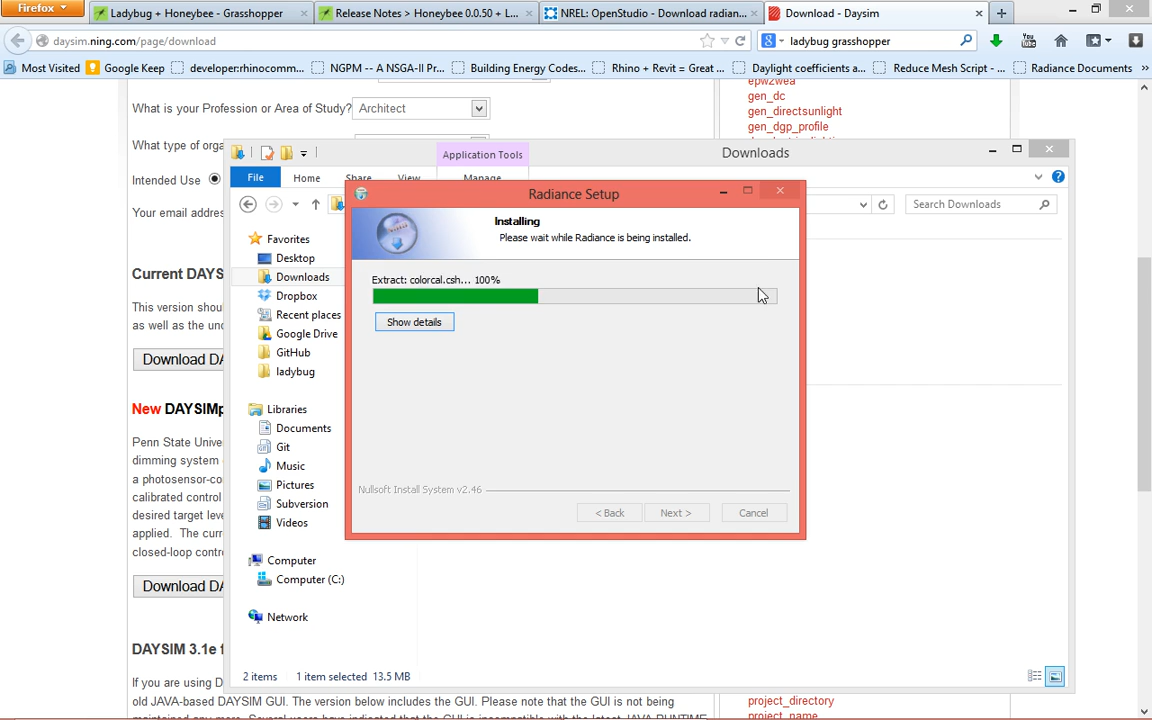 Firefox
Ladybug + Honeybee - Grasshopper
Release Notes > Honeybee 0.0.50 + L...
NREL: OpenStudio - Download radian...
Download - Daysim
daysim.ning.com/page/download
ladybug grasshopper
Most Visited
Google Keep
developer:rhinocomm...
NGPM -- A NSGA-II Pr...
Building Energy Codes...
Rhino + Revit = Great ...
Daylight coefficients a...
Reduce Mesh Script - ...
Radiance Documents
epw2wea
What is your Profession or Area of Study?
Architect
gen_dc
gen_directsunlight
gen_dgp_profile
What type of orga
Intended Use
Your email addres
Application Tools
Downloads
File
Home
Share
View
Manage
Search Downloads
Radiance Setup
Installing
Please wait while Radiance is being installed.
Extract: colorcal.csh... 100%
Show details
Nullsoft Install System v2.46
< Back
Next >
Cancel
Favorites
Desktop
Downloads
Dropbox
Recent places
Google Drive
GitHub
ladybug
Libraries
Documents
Git
Music
Pictures
Subversion
Videos
Computer
Computer (C:)
Network
2 items
1 item selected 13.5 MB
Current DAYS
This version shou
as well as the un
Download DA
New DAYSIMp
Penn State Unive
dimming system
a photosensor-co
calibrated control
desired target leve
applied. The curr
closed-loop contr
Download DA
DAYSIM 3.1e f
If you are using D
old JAVA-based DAYSIM GUI. The version below includes the GUI. Please note that the GUI is not being
project_directory
project_name